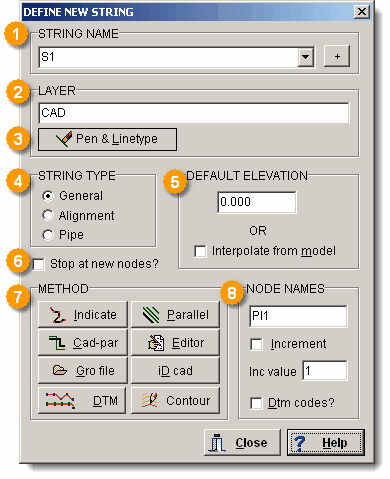 DEFINE NEW STRING
1 STRING NAME
S1
+
2 LAYER
CAD
3 Pen & Linetype
4 STRING TYPE
General
Alignment
Pipe
5 DEFAULT ELEVATION
0.000
OR
Interpolate from model
6 Stop at new nodes?
7 METHOD
Indicate Parallel
Cad-par Editor
Gro file iD cad
DTM Contour
8 NODE NAMES
PI1
Increment
Inc value 1
Dtm codes?
Close ? Help